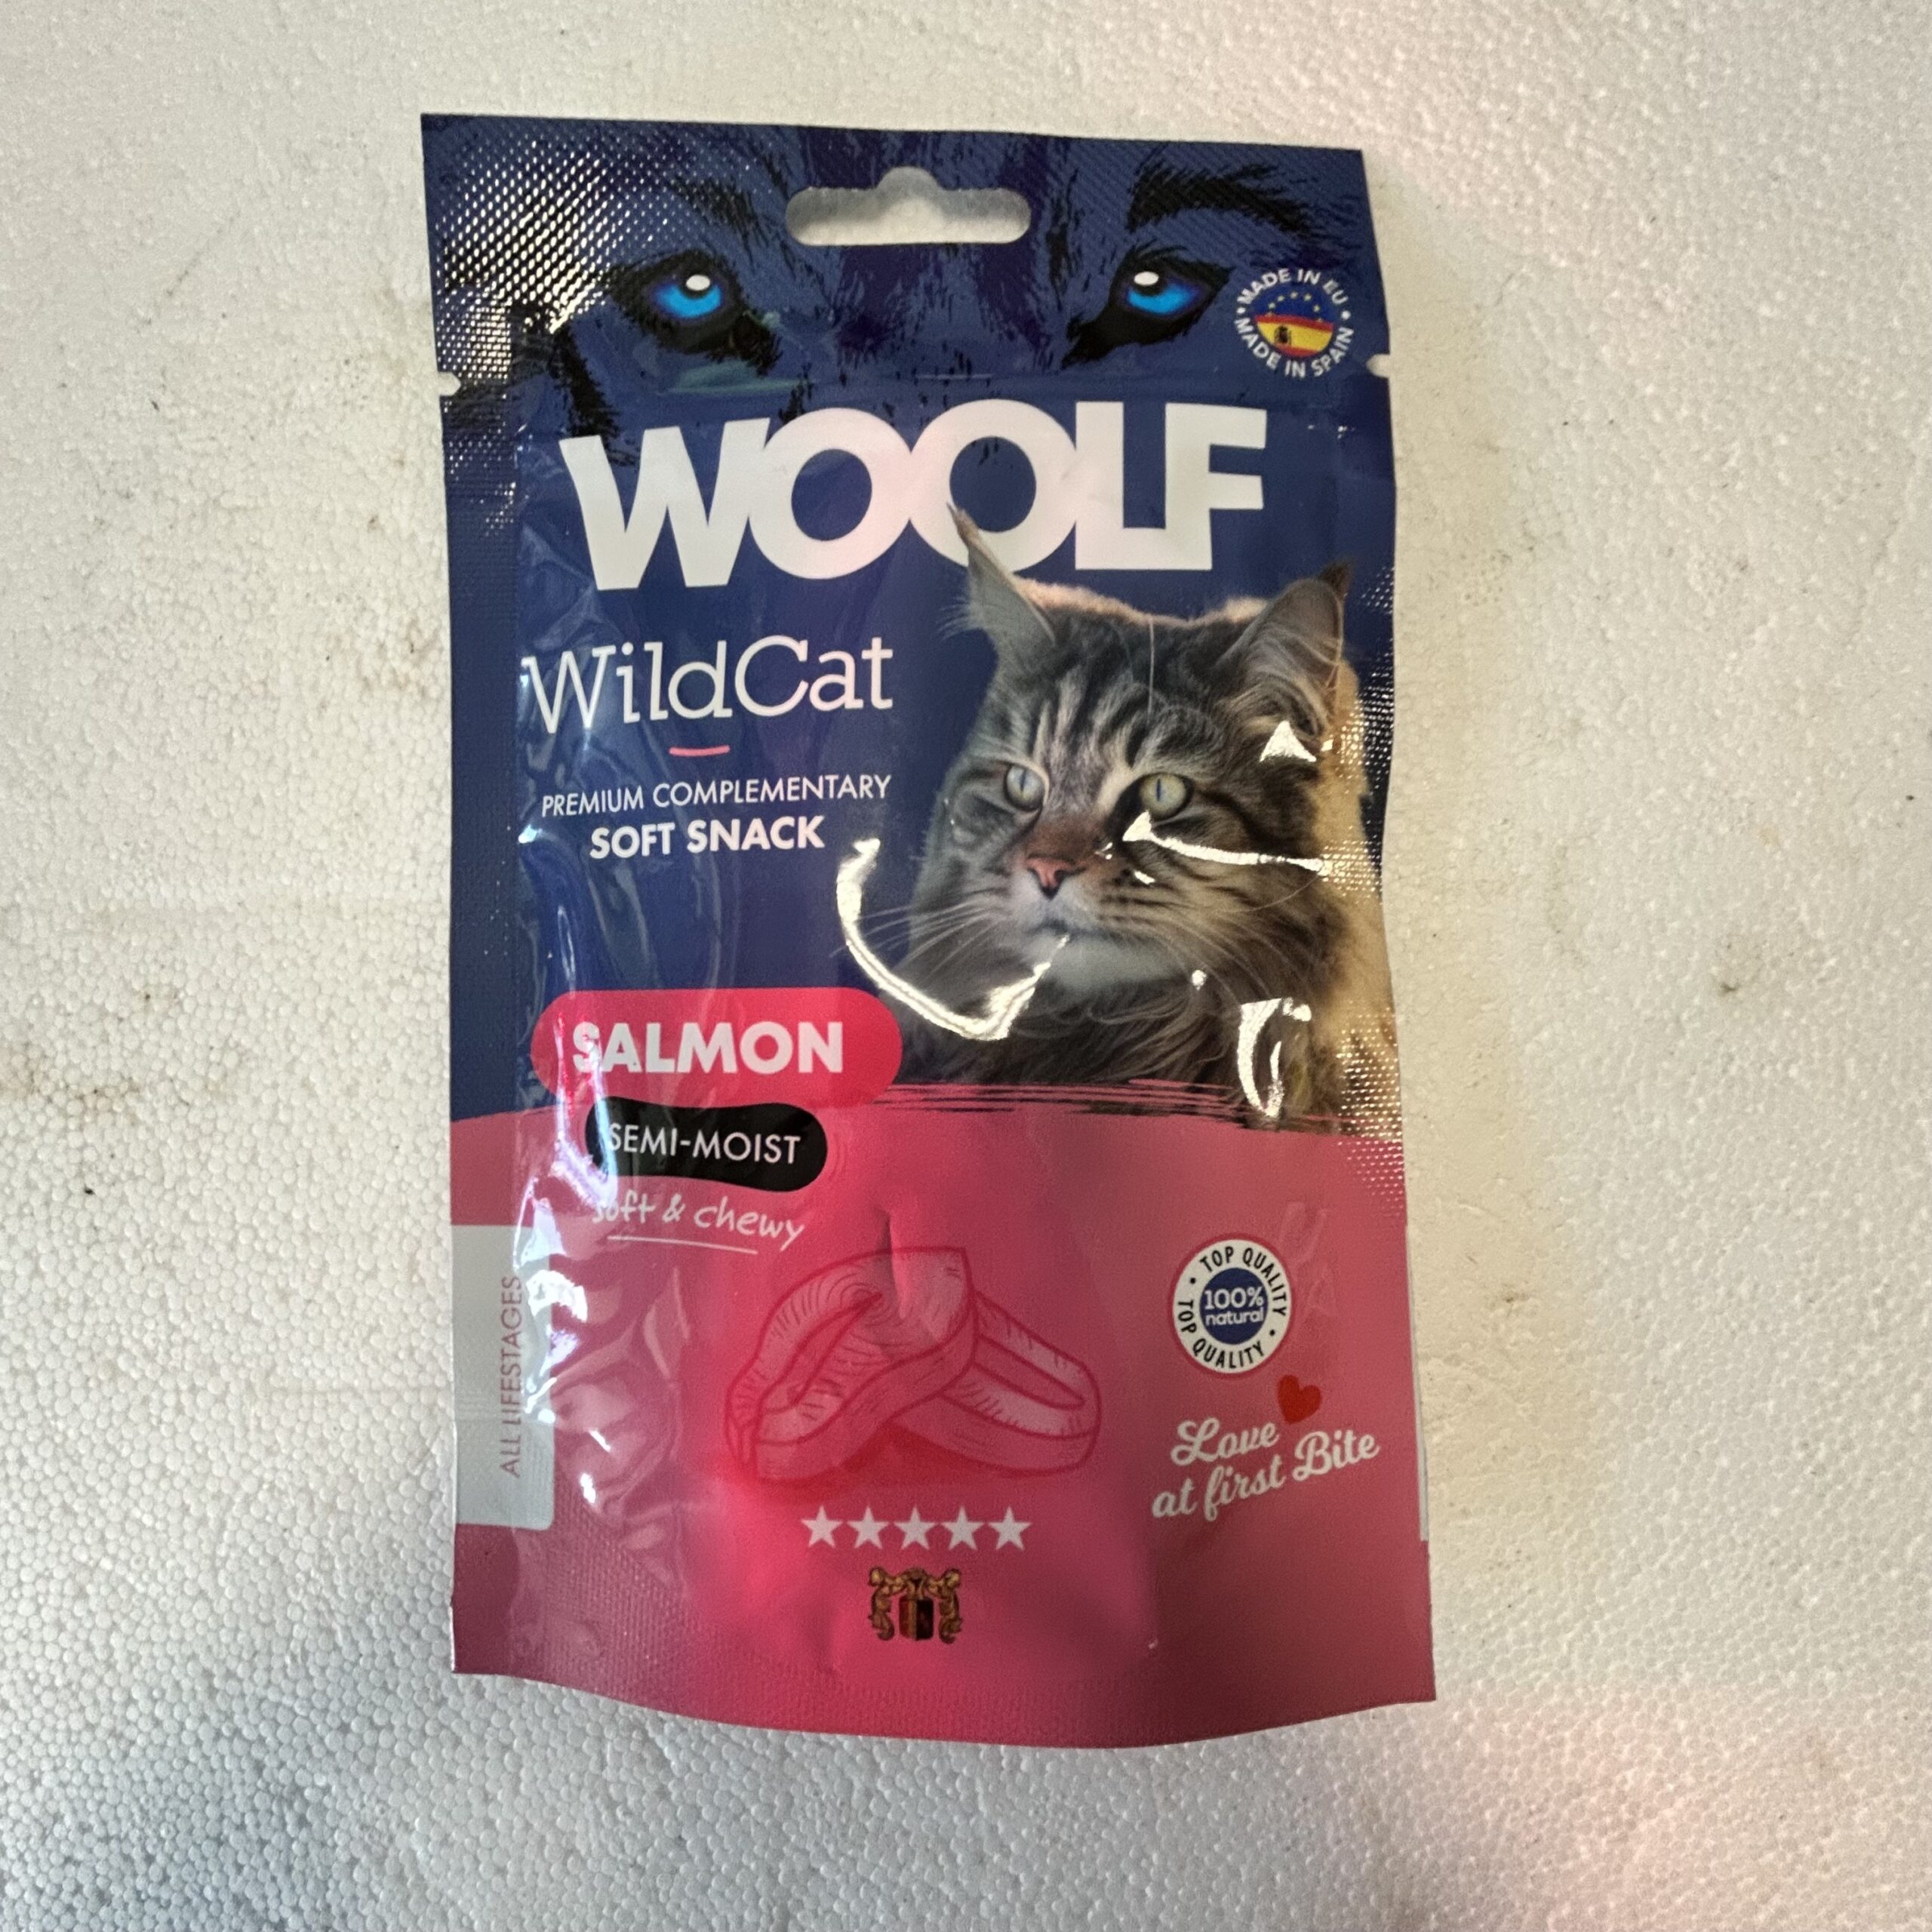 MADE IN EU
MADE IN SPAIN
WOOLF
WildCat
PREMIUM COMPLEMENTARY
SOFT SNACK
SALMON
SEMI-MOIST
soft & chewy
ALL LIFESTAGES
TOP QUALITY
100%
natural
TOP QUALITY
Love
at first Bite